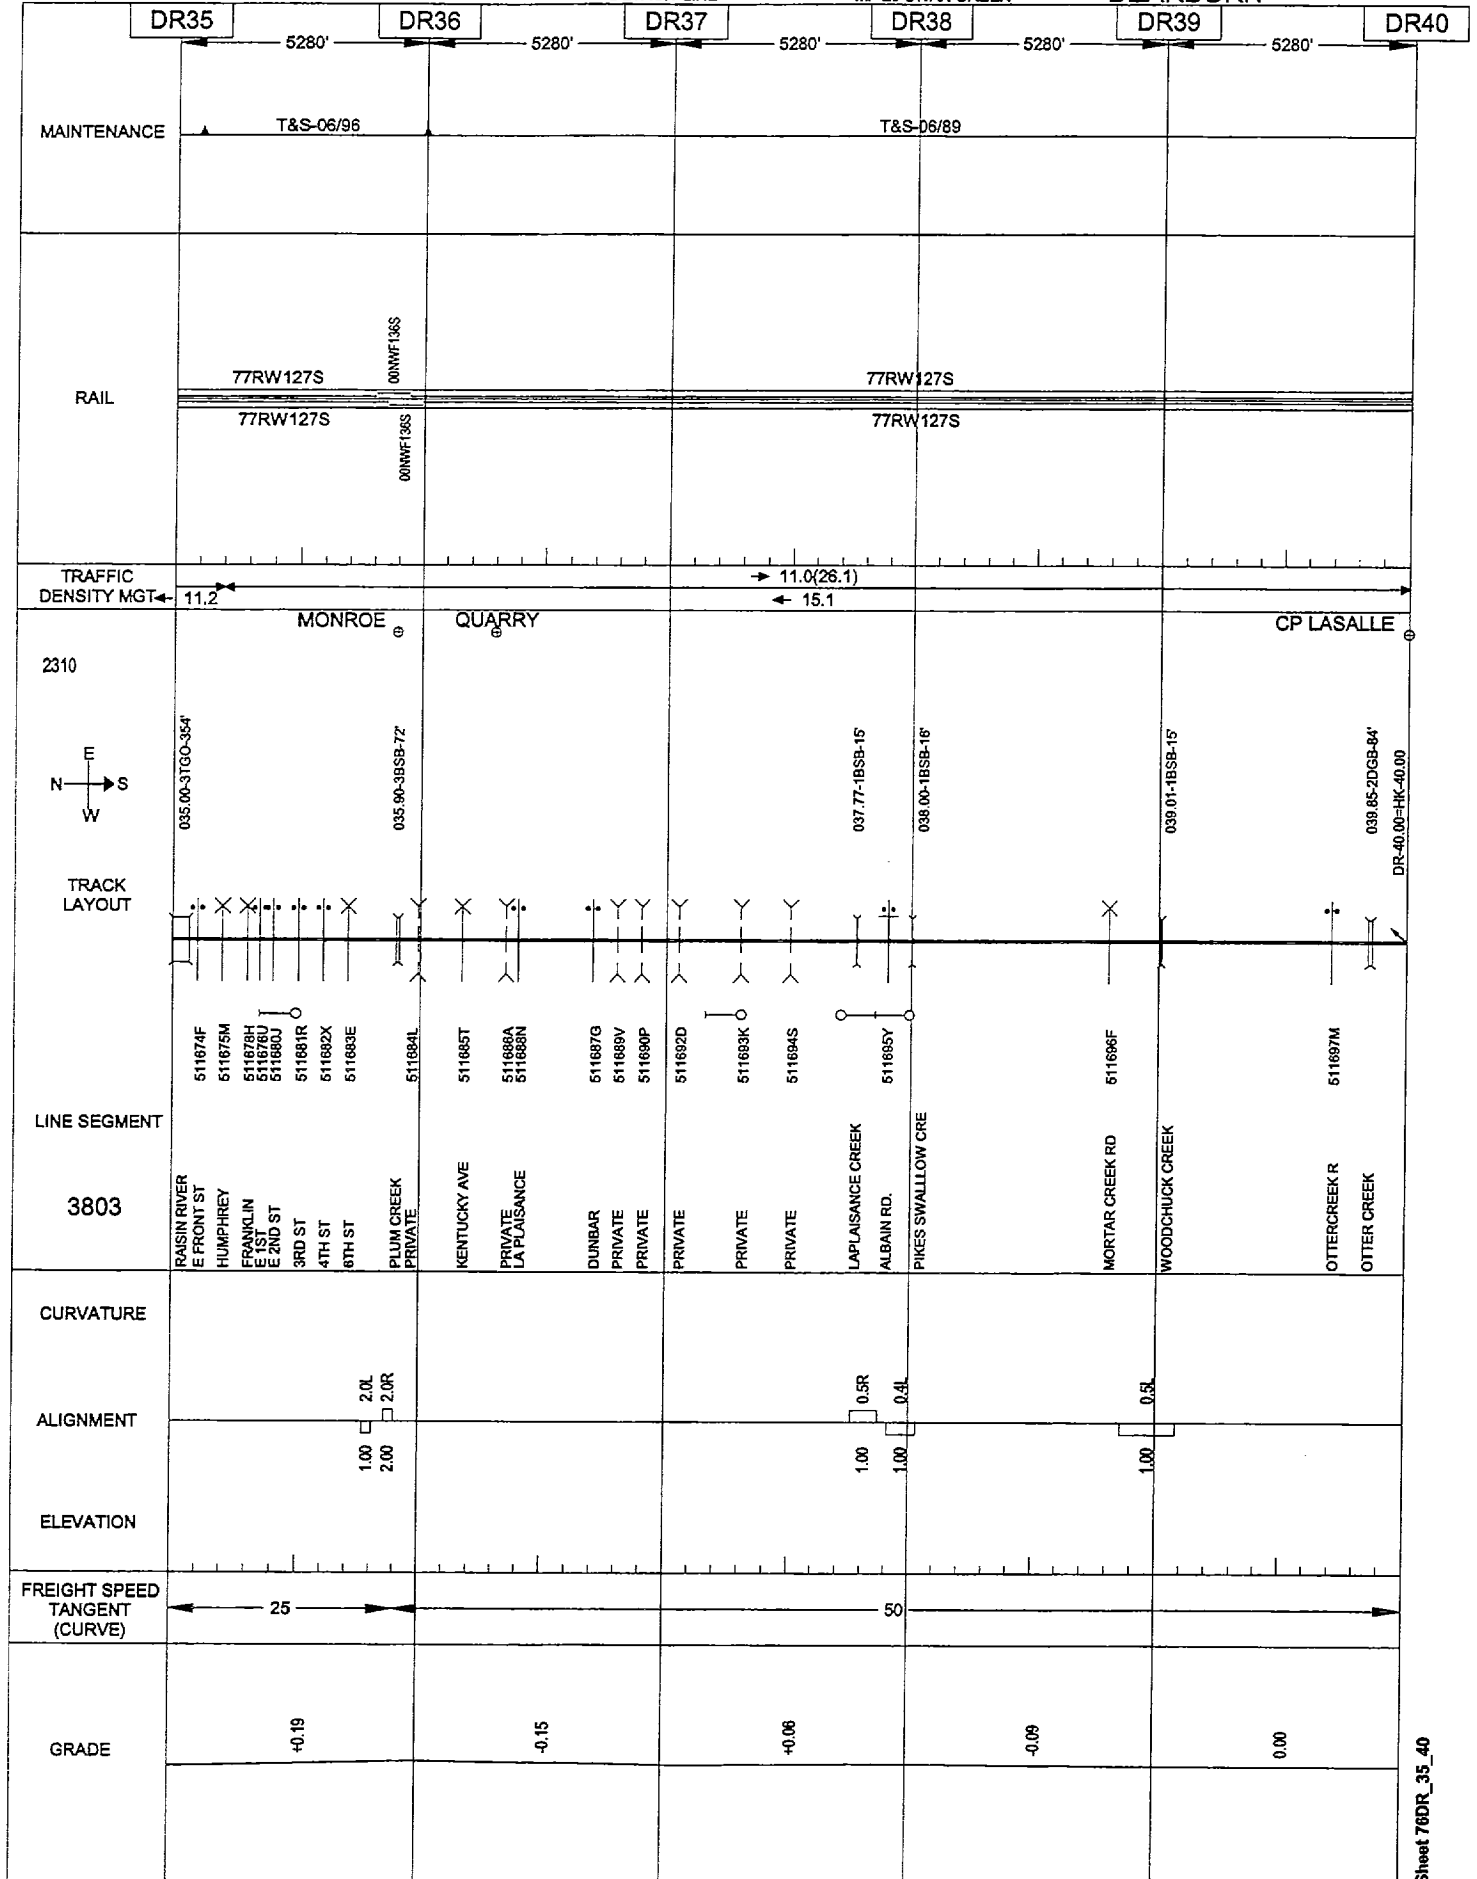 DR35 DR36 DR37 DR38 DR39 DR40
5280' 5280' 5280' 5280' 5280'
MAINTENANCE
T&S-06/96 T&S-06/89
RAIL
00NWF136S
77RW127S 77RW127S
77RW127S 77RW127S
00NWF136S
TRAFFIC
DENSITY MGT← 11.2
→ 11.0(26.1)
← 15.1
MONROE QUARRY CP LASALLE
2310
E
N S
W
035.00-3TGO-354'
035.90-3BSB-72'
037.77-1BSB-15'
038.00-1BSB-16'
039.01-1BSB-15'
039.85-2DGB-84'
DR-40.00=HK-40.00
TRACK
LAYOUT
511674F
511675M
511678H
511676U
511680J
511681R
511682X
511683E
511684L
511685T
511686A
511688N
511687G
511689V
511690P
511692D
511693K
511694S
511695Y
511696F
511697M
LINE SEGMENT
3803
RAISIN RIVER
E FRONT ST
HUMPHREY
FRANKLIN
E 1ST
E 2ND ST
3RD ST
4TH ST
6TH ST
PLUM CREEK
PRIVATE
KENTUCKY AVE
PRIVATE
LA PLAISANCE
DUNBAR
PRIVATE
PRIVATE
PRIVATE
PRIVATE
PRIVATE
LAPLAISANCE CREEK
ALBAIN RD.
PIKES SWALLLOW CRE
MORTAR CREEK RD
WOODCHUCK CREEK
OTTERCREEK R
OTTER CREEK
CURVATURE
2.0L 2.0R 0.5R 0.4L 0.5L
ALIGNMENT
1.00 2.00 1.00 1.00 1.00
ELEVATION
FREIGHT SPEED
TANGENT
(CURVE)
25 50
GRADE
+0.19 -0.15 +0.06 -0.09 0.00
Sheet 76DR_35_40